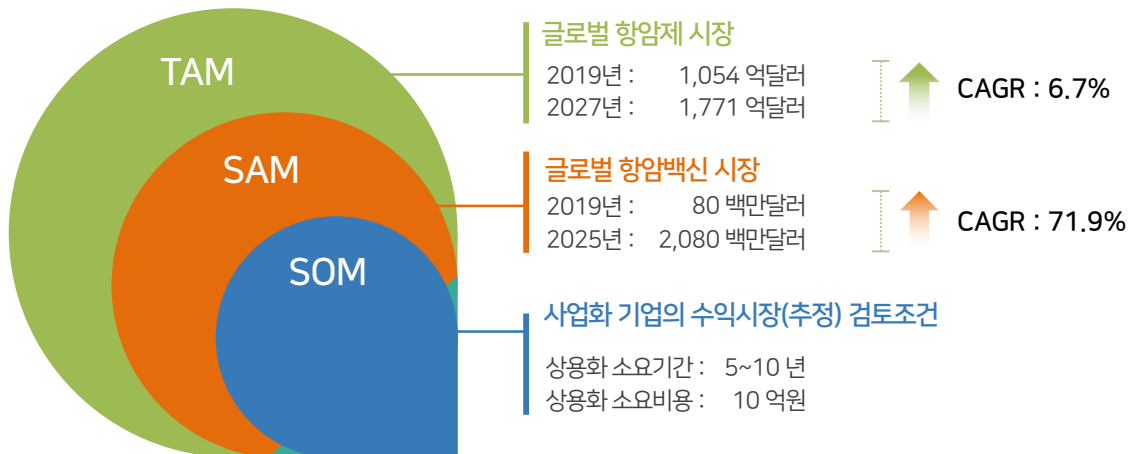 TAM
SAM
SOM
글로벌 항암제 시장
2019년 : 1,054 억달러
2027년 : 1,771 억달러
CAGR : 6.7%
글로벌 항암백신 시장
2019년 : 80 백만달러
2025년 : 2,080 백만달러
CAGR : 71.9%
사업화 기업의 수익시장(추정) 검토조건
상용화 소요기간 : 5~10 년
상용화 소요비용 : 10 억원